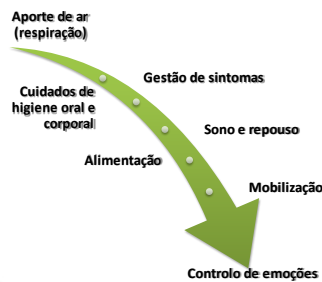 Aporte de ar
(respiração)
Gestão de sintomas
Cuidados de
higiene oral e
corporal
Sono e repouso
Alimentação
Mobilização
Controlo de emoções